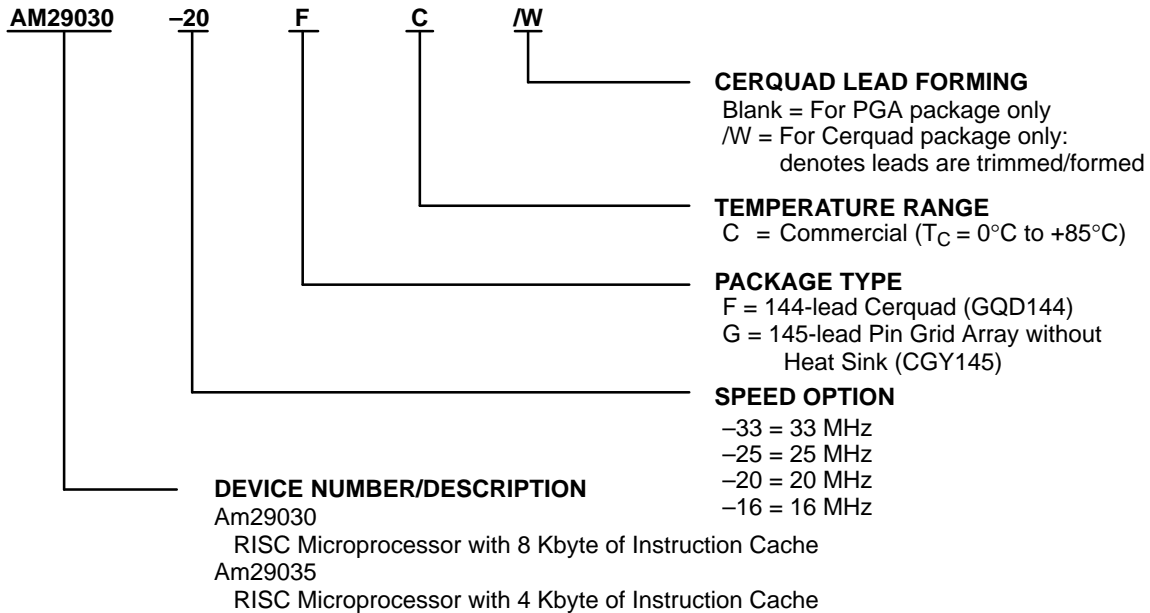 AM29030 –20 F C /W
CERQUAD LEAD FORMING
Blank = For PGA package only
/W = For Cerquad package only:
denotes leads are trimmed/formed
TEMPERATURE RANGE
C = Commercial (TC = 0°C to +85°C)
PACKAGE TYPE
F = 144-lead Cerquad (GQD144)
G = 145-lead Pin Grid Array without
Heat Sink (CGY145)
SPEED OPTION
–33 = 33 MHz
–25 = 25 MHz
–20 = 20 MHz
–16 = 16 MHz
DEVICE NUMBER/DESCRIPTION
Am29030
RISC Microprocessor with 8 Kbyte of Instruction Cache
Am29035
RISC Microprocessor with 4 Kbyte of Instruction Cache